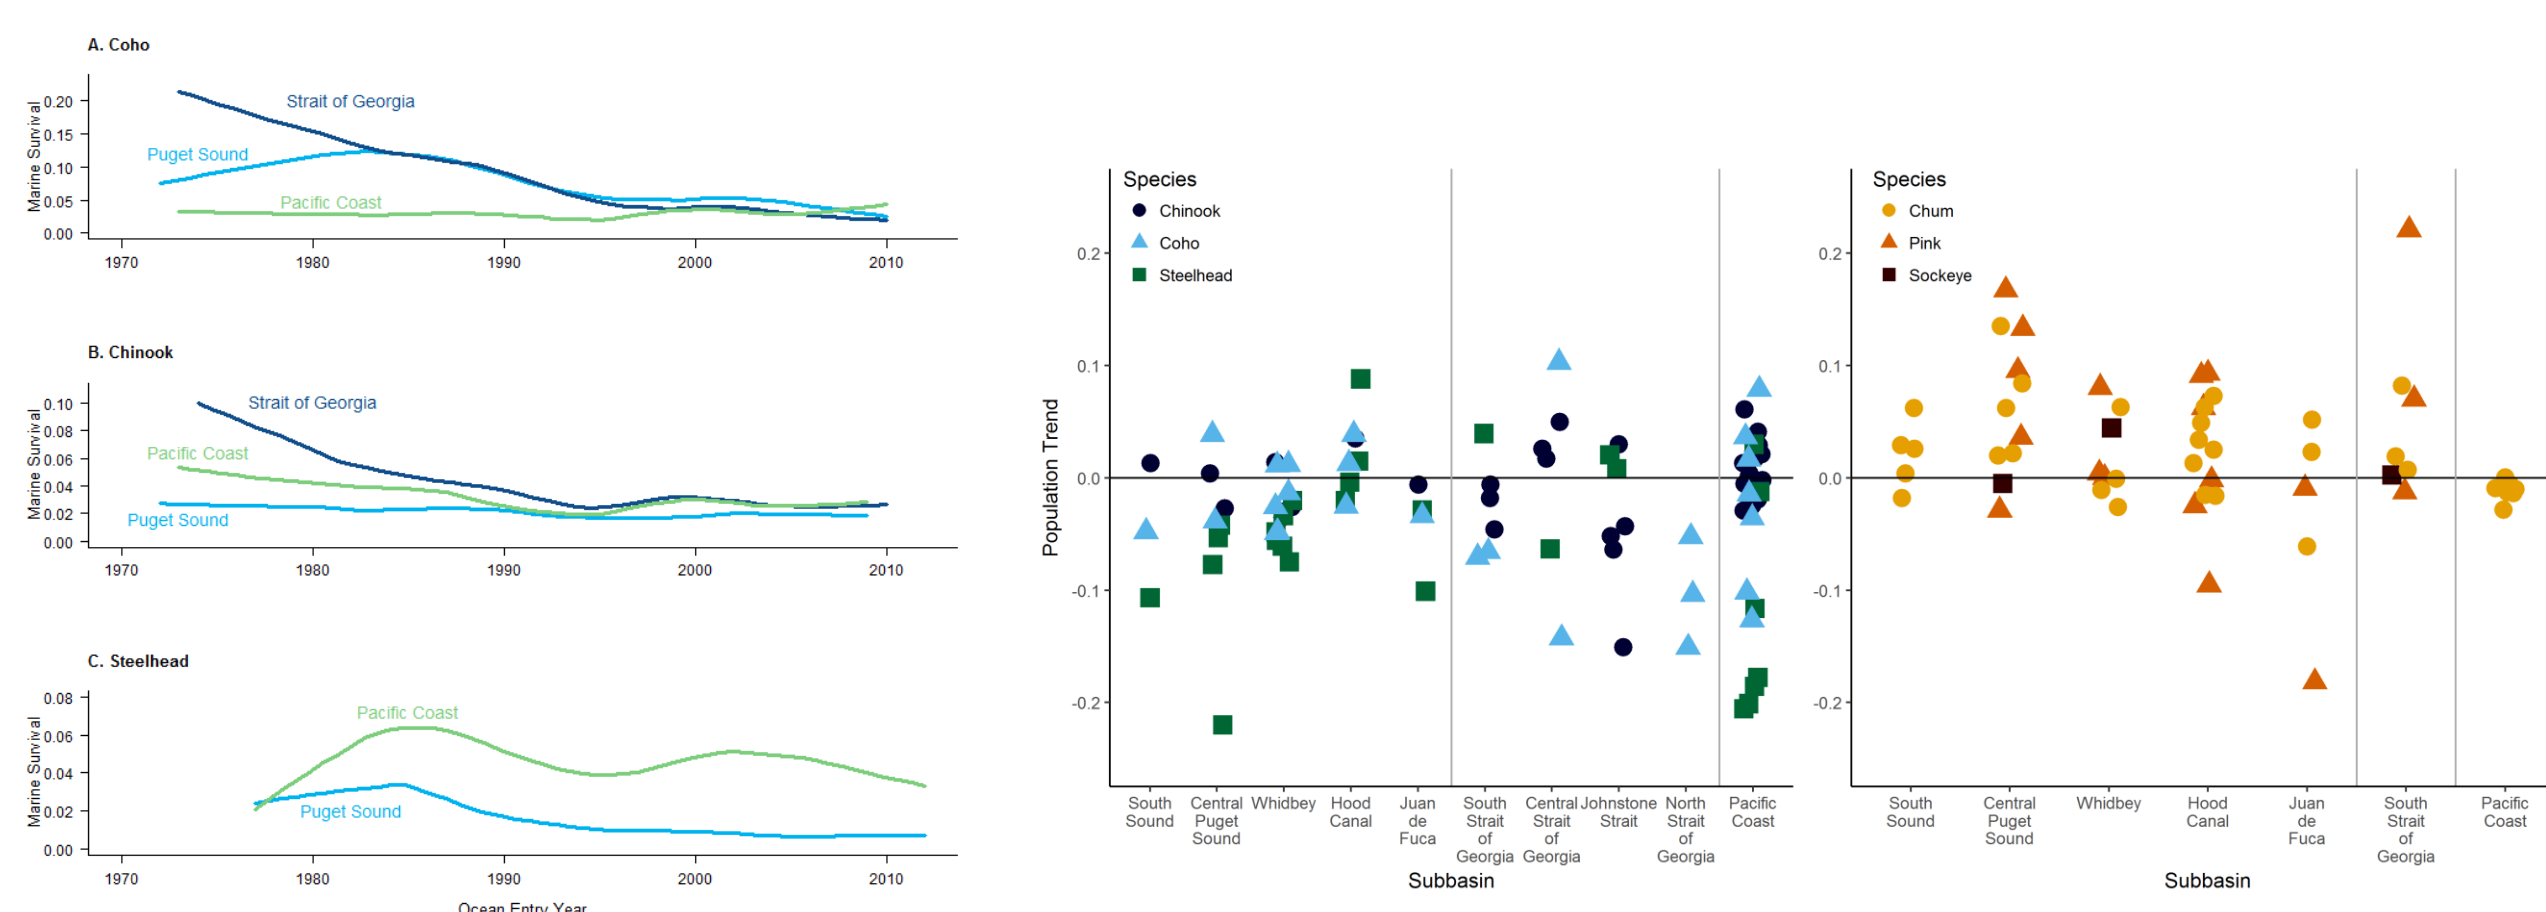 A. Coho
Marine Survival
0.20
0.15
0.10
0.05
0.00
Strait of Georgia
Puget Sound
Pacific Coast
1970 1980 1990 2000 2010
B. Chinook
Marine Survival
0.10
0.08
0.06
0.04
0.02
0.00
Strait of Georgia
Pacific Coast
Puget Sound
1970 1980 1990 2000 2010
C. Steelhead
Marine Survival
0.08
0.06
0.04
0.02
0.00
Pacific Coast
Puget Sound
1970 1980 1990 2000 2010
Ocean Entry Year
Species
Chinook
Coho
Steelhead
Population Trend
0.2
0.1
0.0
-0.1
-0.2
South Sound
Central Puget Sound
Whidbey
Hood Canal
Juan de Fuca
South Strait of Georgia
Central Strait of Georgia
Johnstone Strait
North Strait of Georgia
Pacific Coast
Subbasin
Species
Chum
Pink
Sockeye
0.2
0.1
0.0
-0.1
-0.2
South Sound
Central Puget Sound
Whidbey
Hood Canal
Juan de Fuca
South Strait of Georgia
Pacific Coast
Subbasin